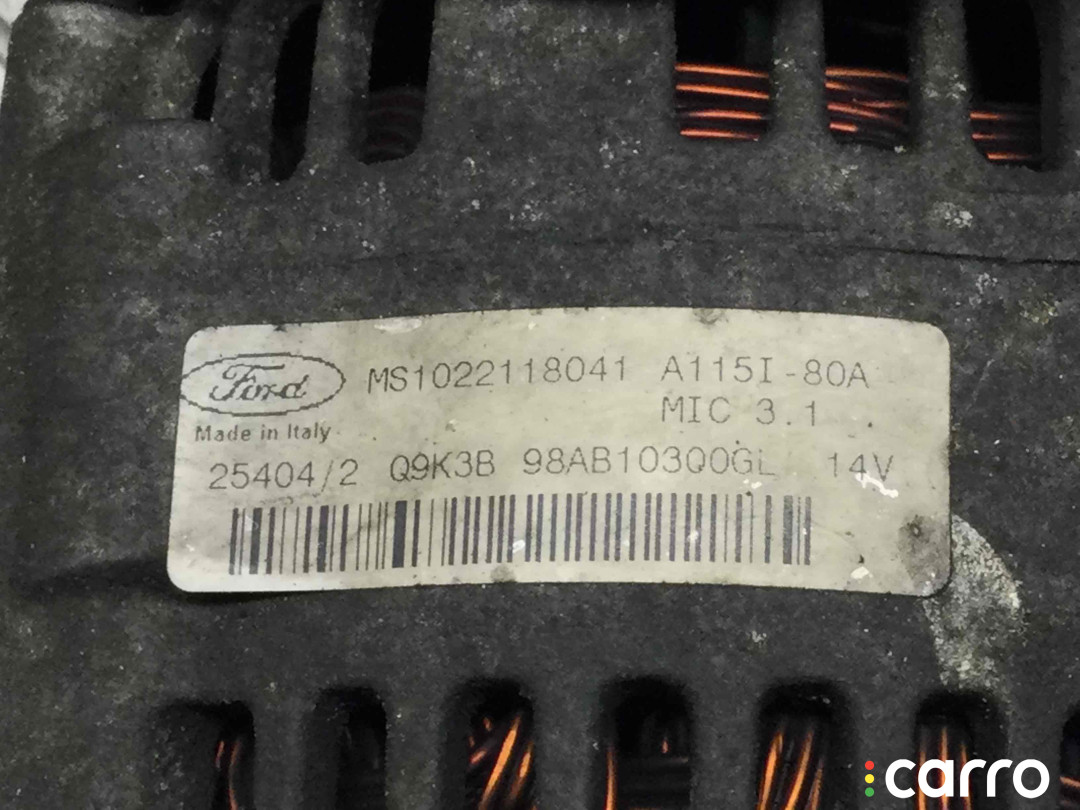 Ford MS1022118041 A115I-80A
MIC 3.1
Made in Italy
25404/2 Q9K3B 98AB10300GL 14V
carro